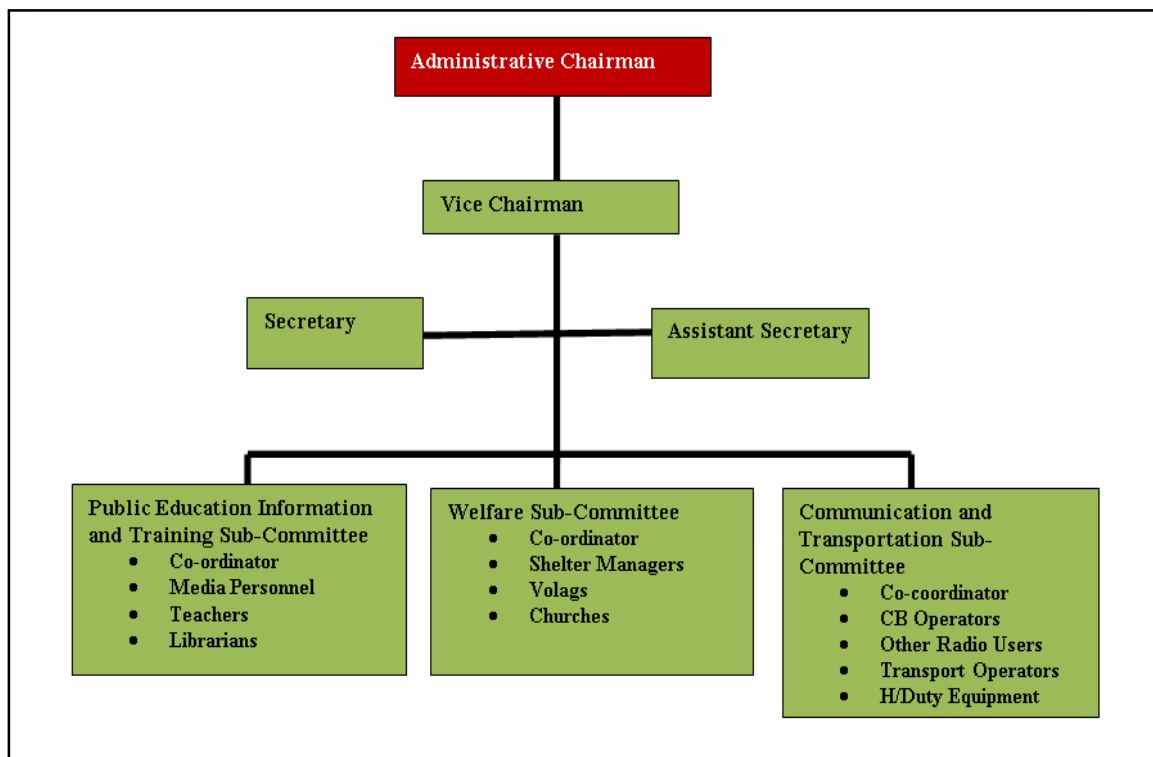 Administrative Chairman
Vice Chairman
Secretary
Assistant Secretary
Public Education Information
and Training Sub-Committee
• Co-ordinator
• Media Personnel
• Teachers
• Librarians
Welfare Sub-Committee
• Co-ordinator
• Shelter Managers
• Volags
• Churches
Communication and
Transportation Sub-
Committee
• Co-coordinator
• CB Operators
• Other Radio Users
• Transport Operators
• H/Duty Equipment